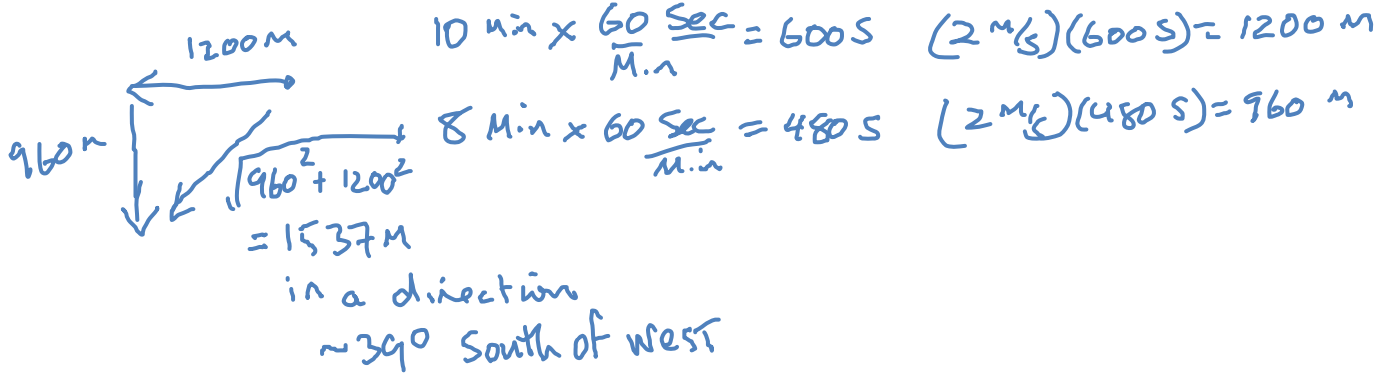 1200 M
10 Min x 60 Sec/Min = 600 S (2 M/S)(600 S) = 1200 M
960 M
8 Min x 60 Sec/Min = 480 S (2 M/S)(480 S) = 960 M
√960² + 1200²
= 1537 M
in a direction
~39° South of West